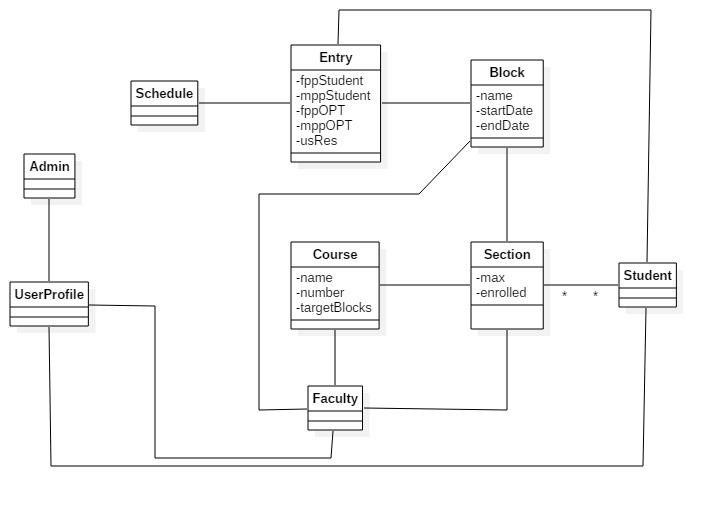 Entry
-fppStudent
-mppStudent
-fppOPT
-mppOPT
-usRes
Block
-name
-startDate
-endDate
Schedule
Admin
UserProfile
Course
-name
-number
-targetBlocks
Section
-max
-enrolled
* *
Student
Faculty